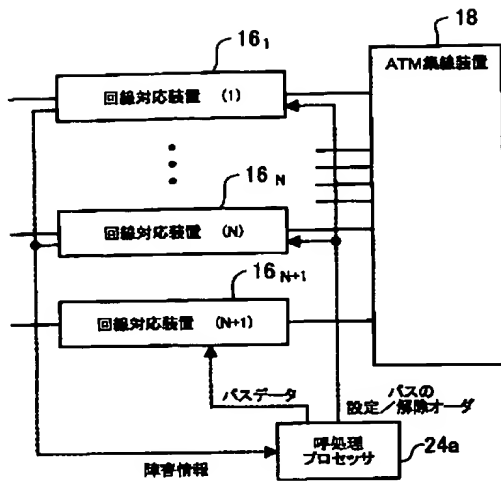 16₁
18
ATM集線装置
回線対応装置 (1)
16 N
回線対応装置 (N)
16 N+1
回線対応装置 (N+1)
パスデータ
パスの
設定/解除オーダ
呼処理
プロセッサ
24a
障害情報